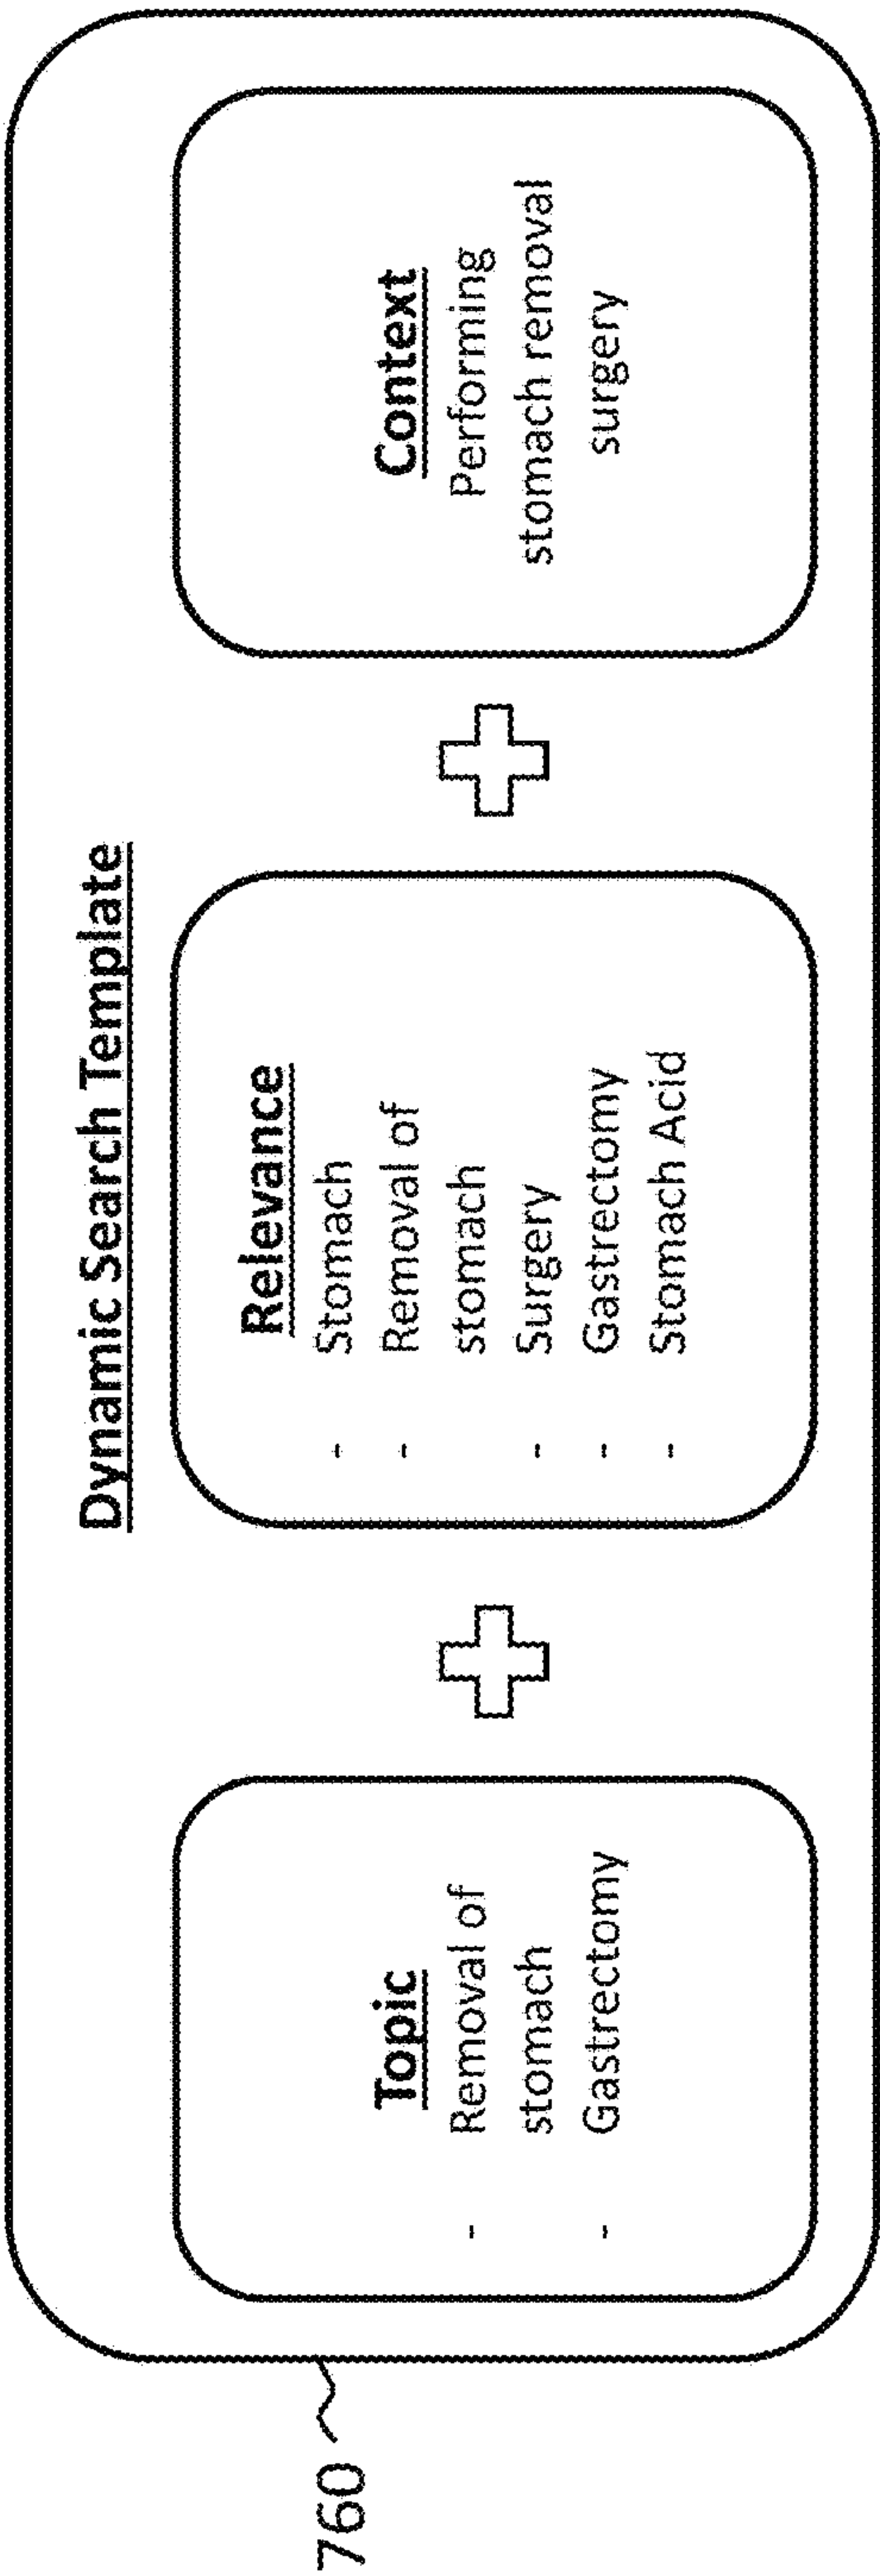 Dynamic Search Template
Topic
- Removal of
stomach
- Gastrectomy
Relevance
- Stomach
- Removal of
stomach
- Surgery
- Gastrectomy
- Stomach Acid
Context
Performing
stomach removal
surgery
760